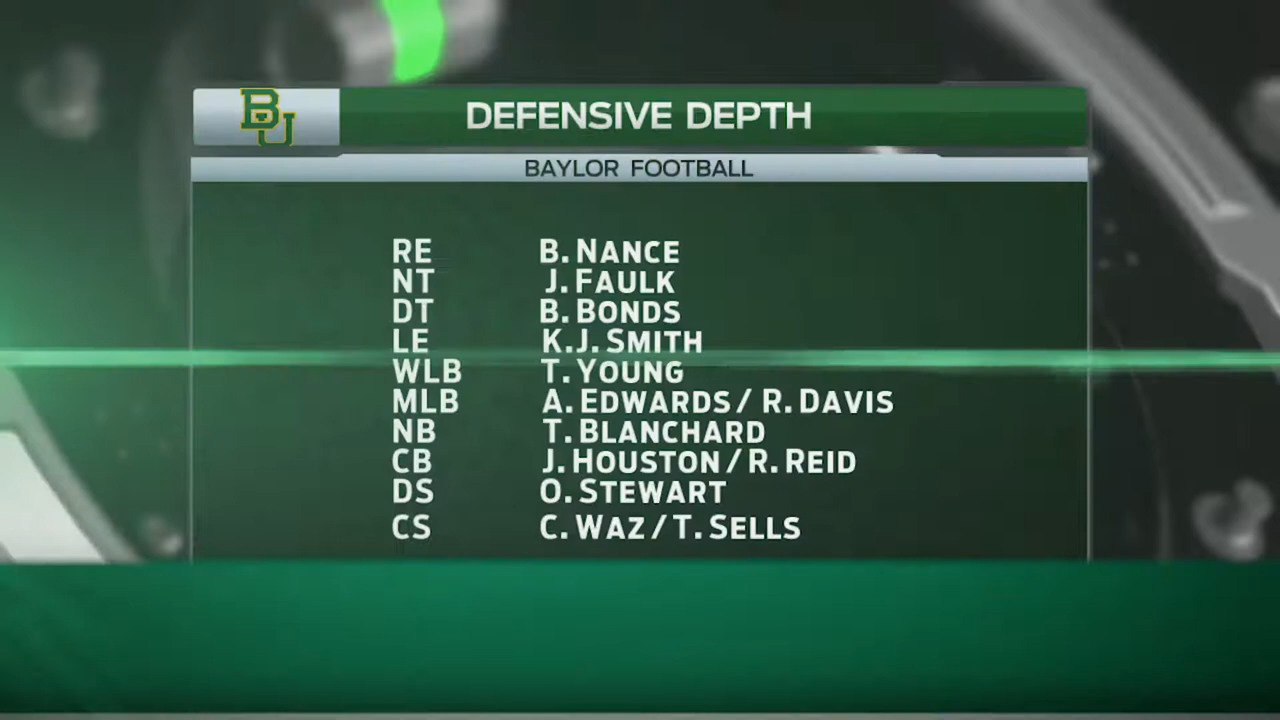 BU DEFENSIVE DEPTH
BAYLOR FOOTBALL
RE B. NANCE
NT J. FAULK
DT B. BONDS
LE K.J. SMITH
WLB T. YOUNG
MLB A. EDWARDS / R. DAVIS
NB T. BLANCHARD
CB J. HOUSTON / R. REID
DS O. STEWART
CS C. WAZ / T. SELLS